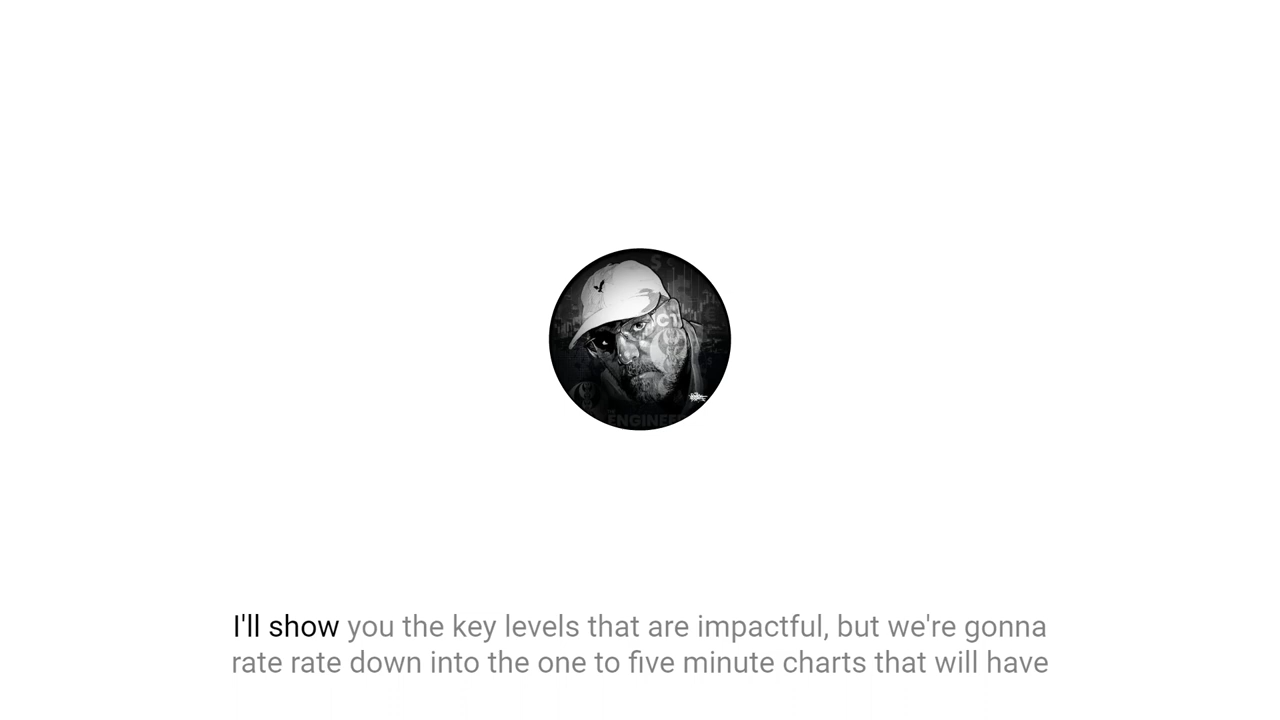 I'll show you the key levels that are impactful, but we're gonna
rate rate down into the one to five minute charts that will have